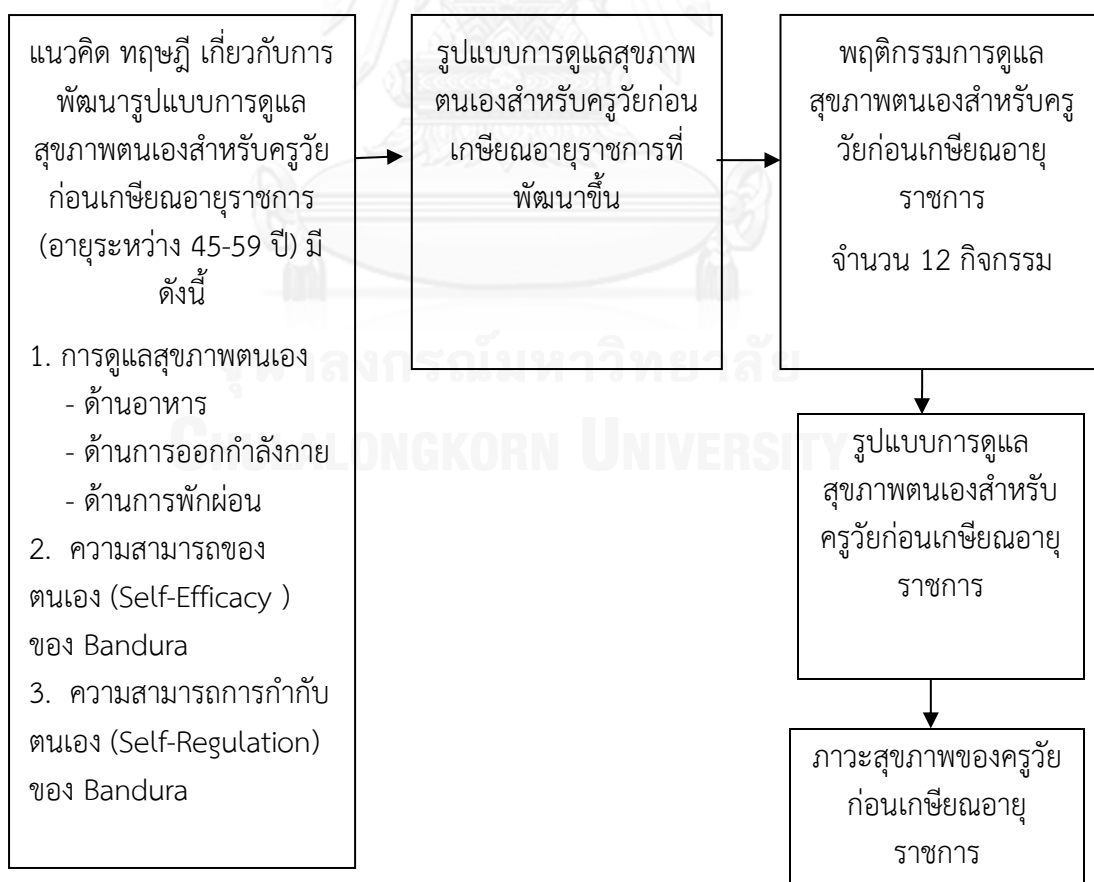 แนวคิด ทฤษฎี เกี่ยวกับการ
พัฒนารูปแบบการดูแล
สุขภาพตนเองสำหรับครูวัย
ก่อนเกษียณอายุราชการ
(อายุระหว่าง 45-59 ปี) มี
ดังนี้
1. การดูแลสุขภาพตนเอง
- ด้านอาหาร
- ด้านการออกกำลังกาย
- ด้านการพักผ่อน
2. ความสามารถของ
ตนเอง (Self-Efficacy )
ของ Bandura
3. ความสามารถการกำกับ
ตนเอง (Self-Regulation)
ของ Bandura
รูปแบบการดูแลสุขภาพ
ตนเองสำหรับครูวัยก่อน
เกษียณอายุราชการที่
พัฒนาขึ้น
พฤติกรรมการดูแล
สุขภาพตนเองสำหรับครู
วัยก่อนเกษียณอายุ
ราชการ
จำนวน 12 กิจกรรม
รูปแบบการดูแล
สุขภาพตนเองสำหรับ
ครูวัยก่อนเกษียณอายุ
ราชการ
ภาวะสุขภาพของครูวัย
ก่อนเกษียณอายุ
ราชการ
จุฬาลงกรณ์มหาวิทยาลัย
CHULALONGKORN UNIVERSITY